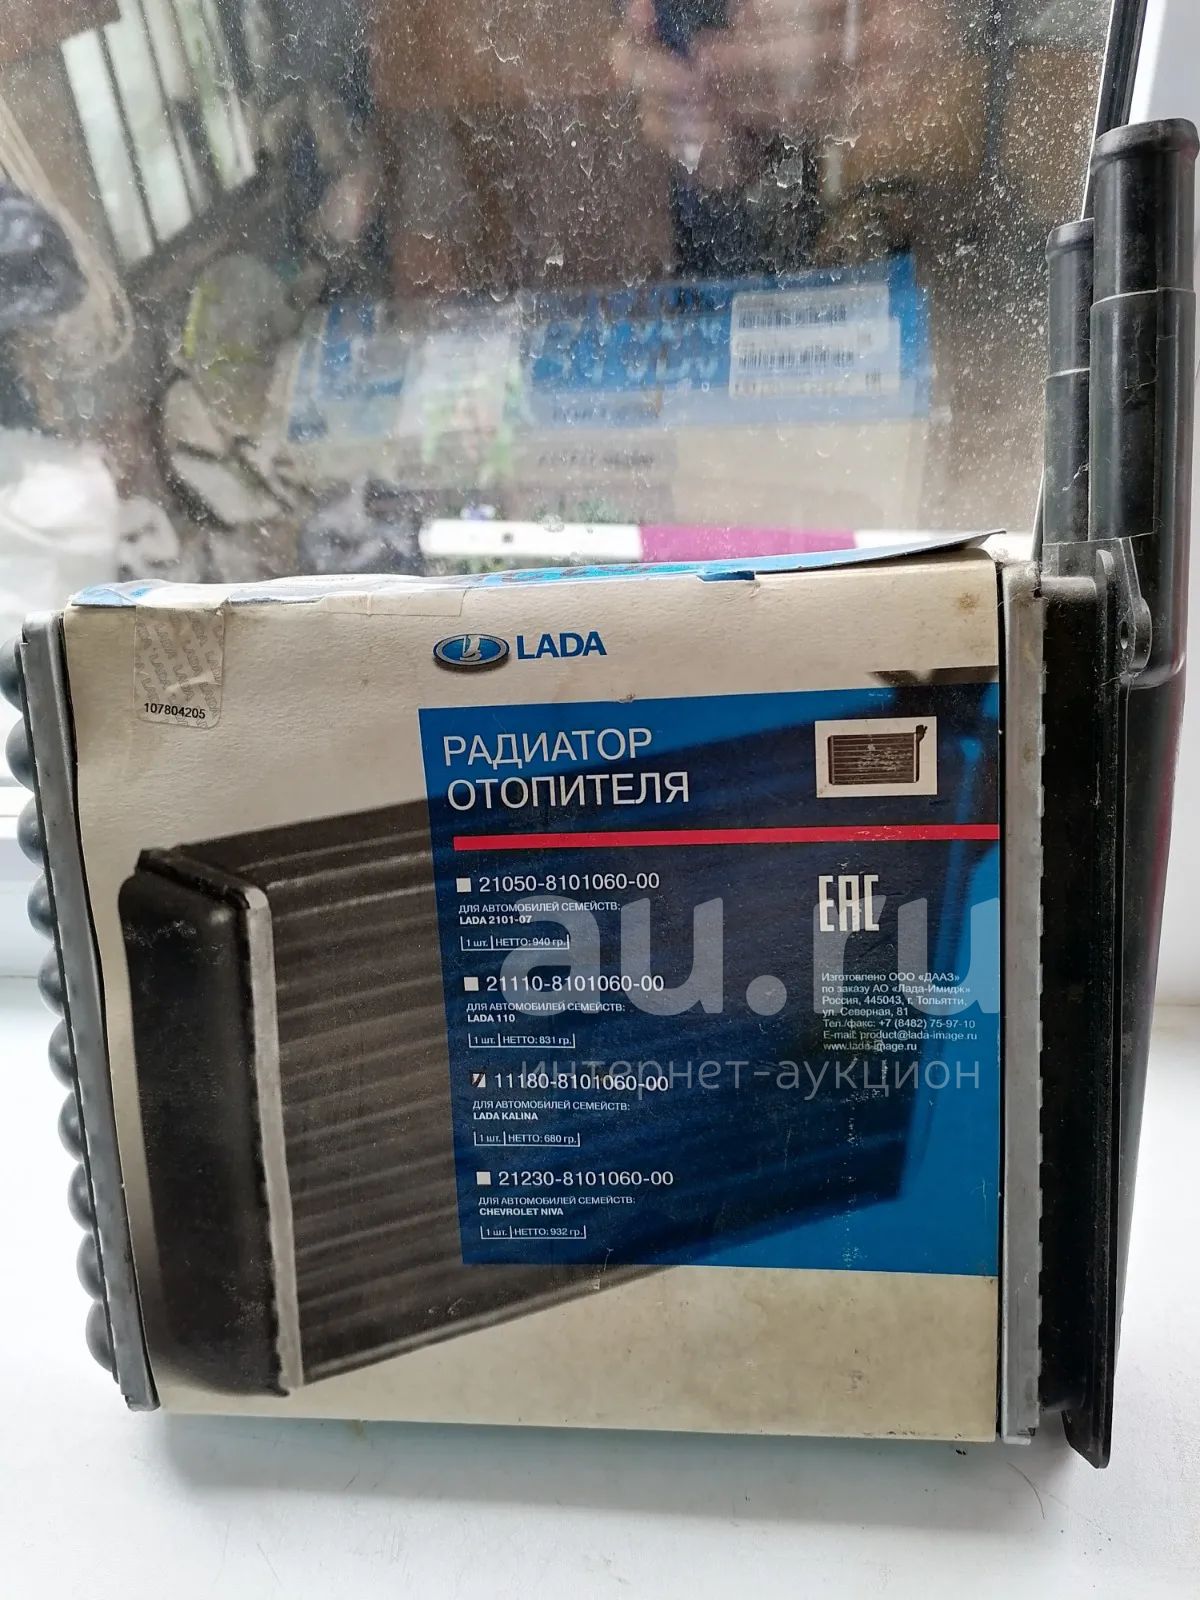 LADA
107804205
РАДИАТОР
ОТОПИТЕЛЯ
21050-8101060-00
ДЛЯ АВТОМОБИЛЕЙ СЕМЕЙСТВ:
LADA 2101-07
1 шт. НЕТТО: 940 гр.
21110-8101060-00
ДЛЯ АВТОМОБИЛЕЙ СЕМЕЙСТВ:
LADA 110
1 шт. НЕТТО: 831 гр.
11180-8101060-00
ДЛЯ АВТОМОБИЛЕЙ СЕМЕЙСТВ:
LADA KALINA
1 шт. НЕТТО: 680 гр.
21230-8101060-00
ДЛЯ АВТОМОБИЛЕЙ СЕМЕЙСТВ:
CHEVROLET NIVA
1 шт. НЕТТО: 932 гр.
EAC
Изготовлено ООО «ДААЗ»
по заказу АО «Лада-Имидж»
Россия, 445043, г. Тольятти,
ул. Северная, 81
Тел./факс: +7 (8482) 75-97-10
E-mail: product@lada-image.ru
www.lada-image.ru
au.ru
интернет-аукцион